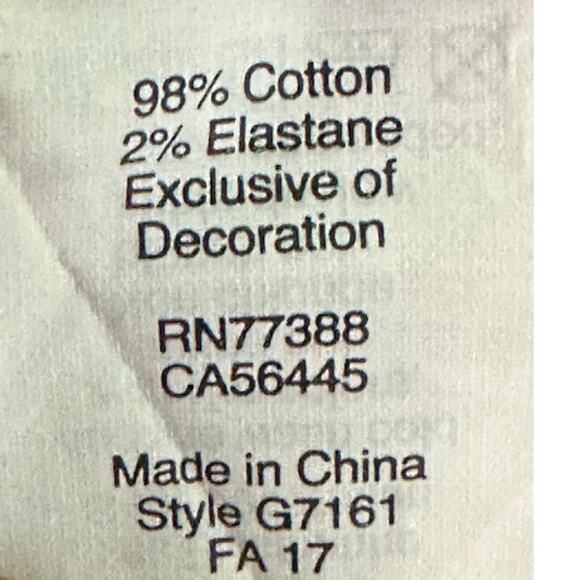 98% Cotton
2% Elastane
Exclusive of
Decoration
RN77388
CA56445
Made in China
Style G7161
FA 17